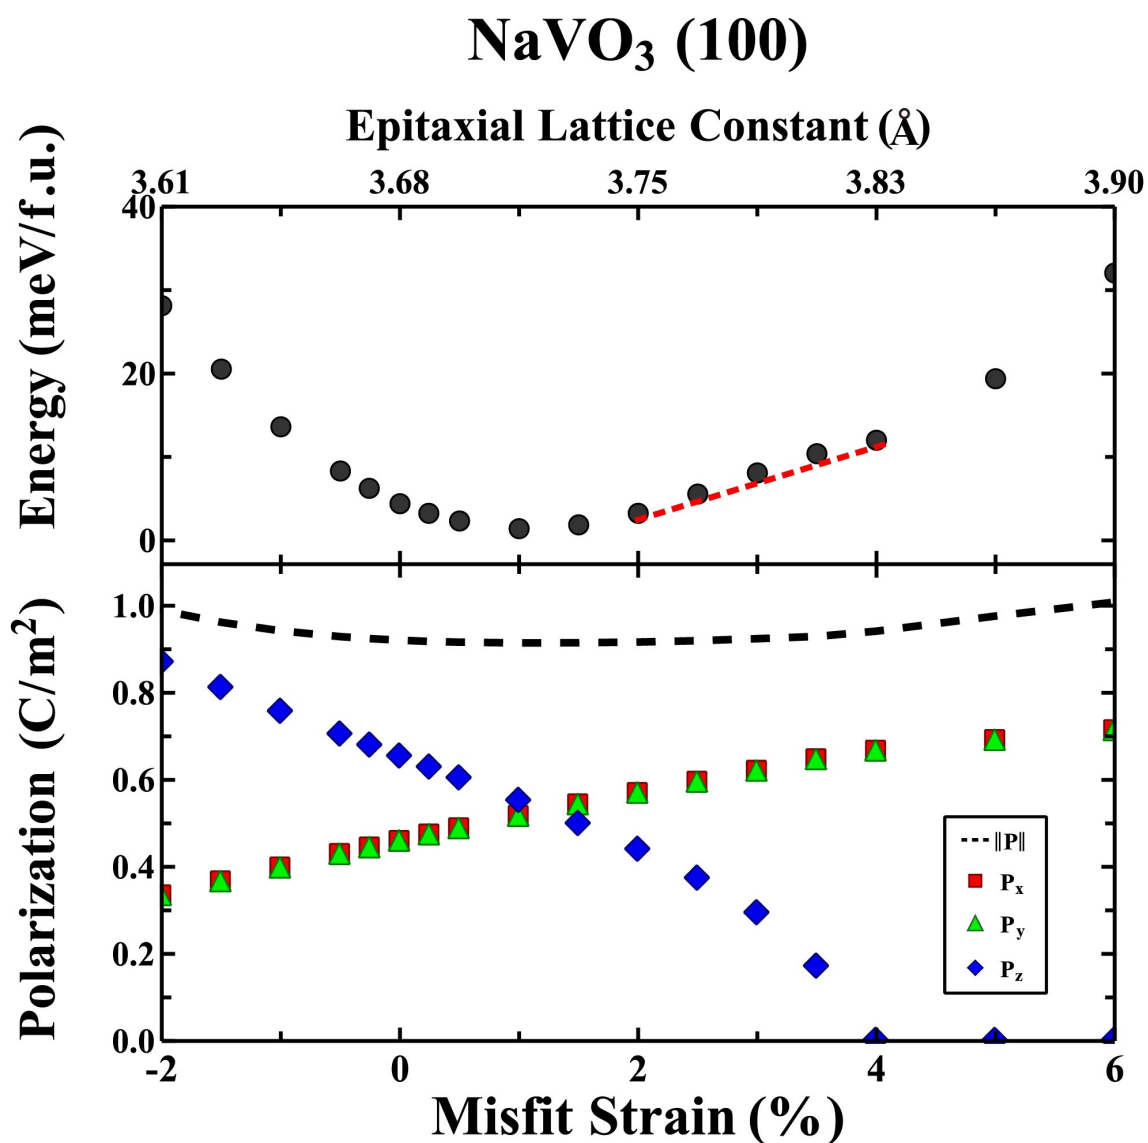 NaVO₃ (100)
Epitaxial Lattice Constant (Å)
3.61 3.68 3.75 3.83 3.90
Energy (meV/f.u.)
40
20
0
Polarization (C/m²)
1.0
0.8
0.6
0.4
0.2
0.0
||P||
Pₓ
Pᵧ
P_z
-2 0 2 4 6
Misfit Strain (%)